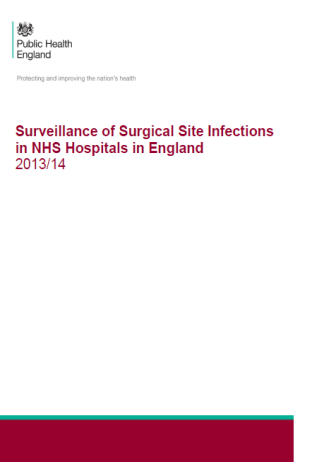 Public Health
England
Protecting and improving the nation's health
Surveillance of Surgical Site Infections
in NHS Hospitals in England
2013/14